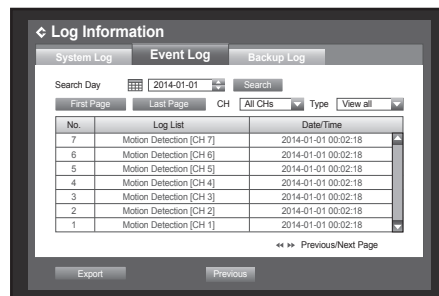 Log Information
System Log Event Log Backup Log
Search Day 2014-01-01 Search
First Page Last Page CH All CHs Type View all
No. Log List Date/Time
7 Motion Detection [CH 7] 2014-01-01 00:02:18
6 Motion Detection [CH 6] 2014-01-01 00:02:18
5 Motion Detection [CH 5] 2014-01-01 00:02:18
4 Motion Detection [CH 4] 2014-01-01 00:02:18
3 Motion Detection [CH 3] 2014-01-01 00:02:18
2 Motion Detection [CH 2] 2014-01-01 00:02:18
1 Motion Detection [CH 1] 2014-01-01 00:02:18
Previous/Next Page
Export Previous